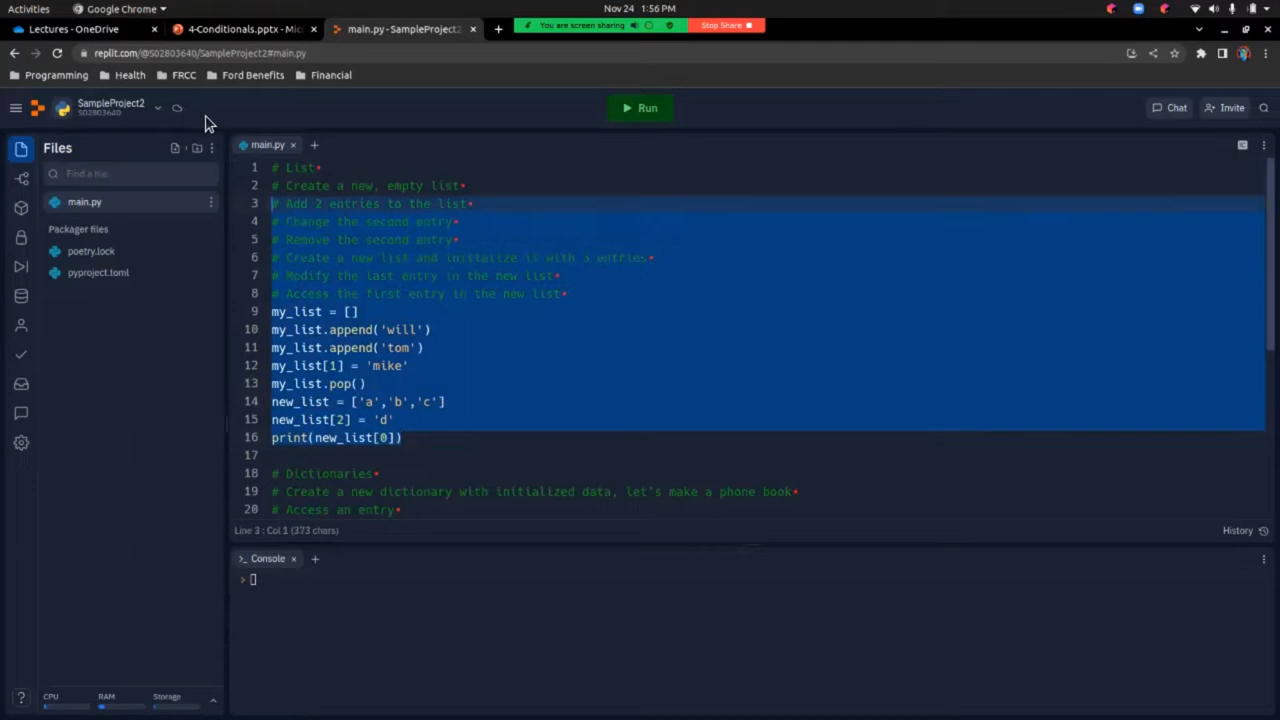 Activities
Google Chrome
Nov 24 1:56 PM
Lectures - OneDrive
4-Conditionals.pptx - Mic
main.py - SampleProject2
You are screen sharing
Stop Share
replit.com/@S02803640/SampleProject2#main.py
Programming
Health
FRCC
Ford Benefits
Financial
SampleProject2
S02803640
Run
Chat
Invite
Files
main.py
Find a file
main.py
Packager files
poetry.lock
pyproject.toml
1 # List
2 # Create a new, empty list
3 # Add 2 entries to the list
4 # Change the second entry
5 # Remove the second entry
6 # Create a new list and initialize it with 3 entries
7 # Modify the last entry in the new list
8 # Access the first entry in the new list
9 my_list = []
10 my_list.append('will')
11 my_list.append('tom')
12 my_list[1] = 'mike'
13 my_list.pop()
14 new_list = ['a','b','c']
15 new_list[2] = 'd'
16 print(new_list[0])
17
18 # Dictionaries
19 # Create a new dictionary with initialized data, let's make a phone book
20 # Access an entry
Line 3 : Col 1 (373 chars)
History
Console
CPU
RAM
Storage